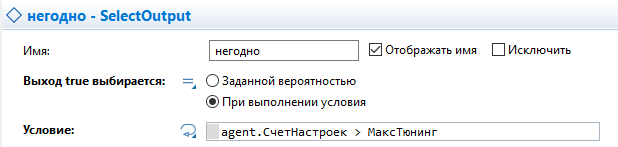 негодно - SelectOutput
Имя: негодно Отображать имя Исключить
Выход true выбирается: Заданной вероятностью
При выполнении условия
Условие: agent.СчетНастроек > МаксТюнинг